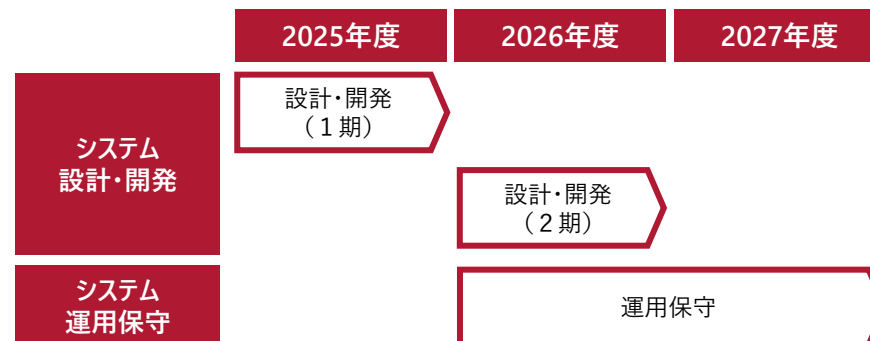 2025年度
2026年度
2027年度
システム
設計・開発
設計・開発
（１期）
設計・開発
（２期）
システム
運用保守
運用保守